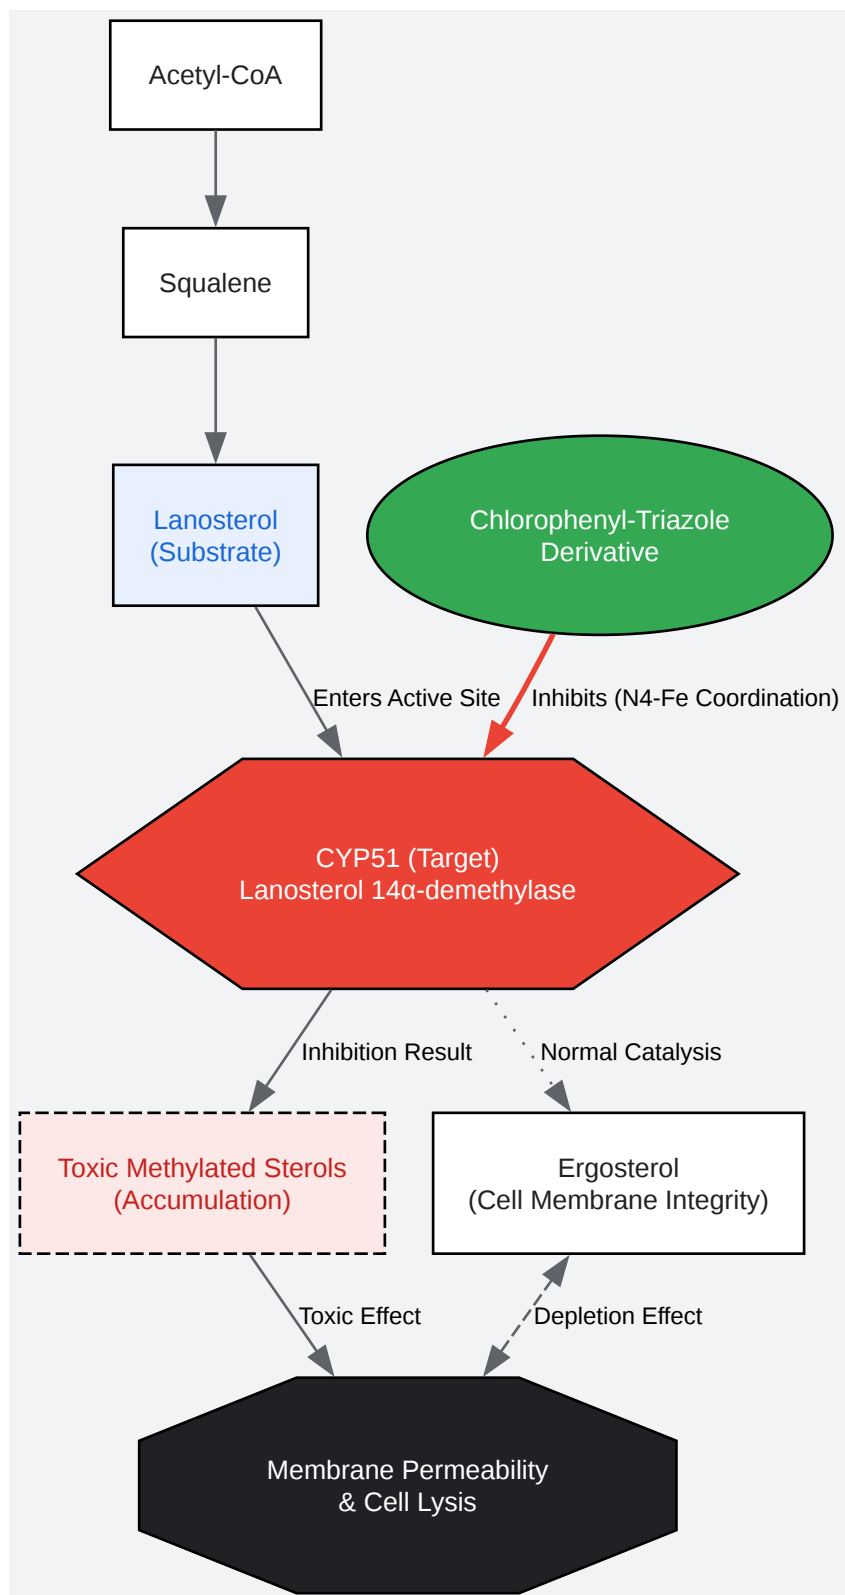 Acetyl-CoA
Squalene
Lanosterol
(Substrate)
Chlorophenyl-Triazole
Derivative
Enters Active Site
Inhibits (N4-Fe Coordination)
CYP51 (Target)
Lanosterol 14α-demethylase
Inhibition Result
Normal Catalysis
Toxic Methylated Sterols
(Accumulation)
Ergosterol
(Cell Membrane Integrity)
Toxic Effect
Depletion Effect
Membrane Permeability
& Cell Lysis